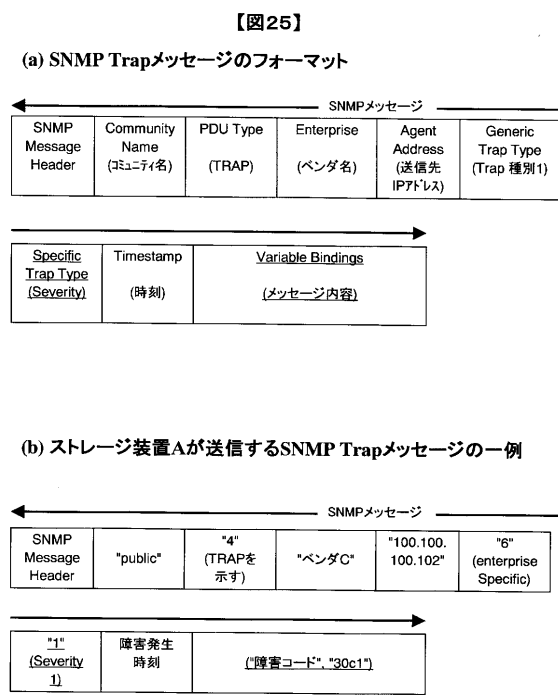 【図25】
(a) SNMP Trapメッセージのフォーマット
SNMPメッセージ
SNMP
Message
Header
Community
Name
(コミュニティ名)
PDU Type
(TRAP)
Enterprise
(ベンダ名)
Agent
Address
(送信先
IPアドレス)
Generic
Trap Type
(Trap 種別1)
Specific
Trap Type
(Severity)
Timestamp
(時刻)
Variable Bindings
(メッセージ内容)
(b) ストレージ装置Aが送信するSNMP Trapメッセージの一例
SNMPメッセージ
SNMP
Message
Header
"public"
"4"
(TRAPを
示す)
"ベンダC"
"100.100.
100.102"
"6"
(enterprise
Specific)
"1"
(Severity
1)
障害発生
時刻
("障害コード", "30c1")